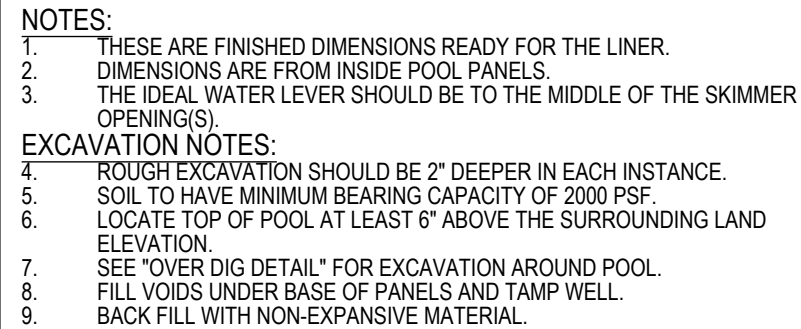 NOTES:
1. THESE ARE FINISHED DIMENSIONS READY FOR THE LINER.
2. DIMENSIONS ARE FROM INSIDE POOL PANELS.
3. THE IDEAL WATER LEVER SHOULD BE TO THE MIDDLE OF THE SKIMMER
OPENING(S).
EXCAVATION NOTES:
4. ROUGH EXCAVATION SHOULD BE 2" DEEPER IN EACH INSTANCE.
5. SOIL TO HAVE MINIMUM BEARING CAPACITY OF 2000 PSF.
6. LOCATE TOP OF POOL AT LEAST 6" ABOVE THE SURROUNDING LAND
ELEVATION.
7. SEE "OVER DIG DETAIL" FOR EXCAVATION AROUND POOL.
8. FILL VOIDS UNDER BASE OF PANELS AND TAMP WELL.
9. BACK FILL WITH NON-EXPANSIVE MATERIAL.